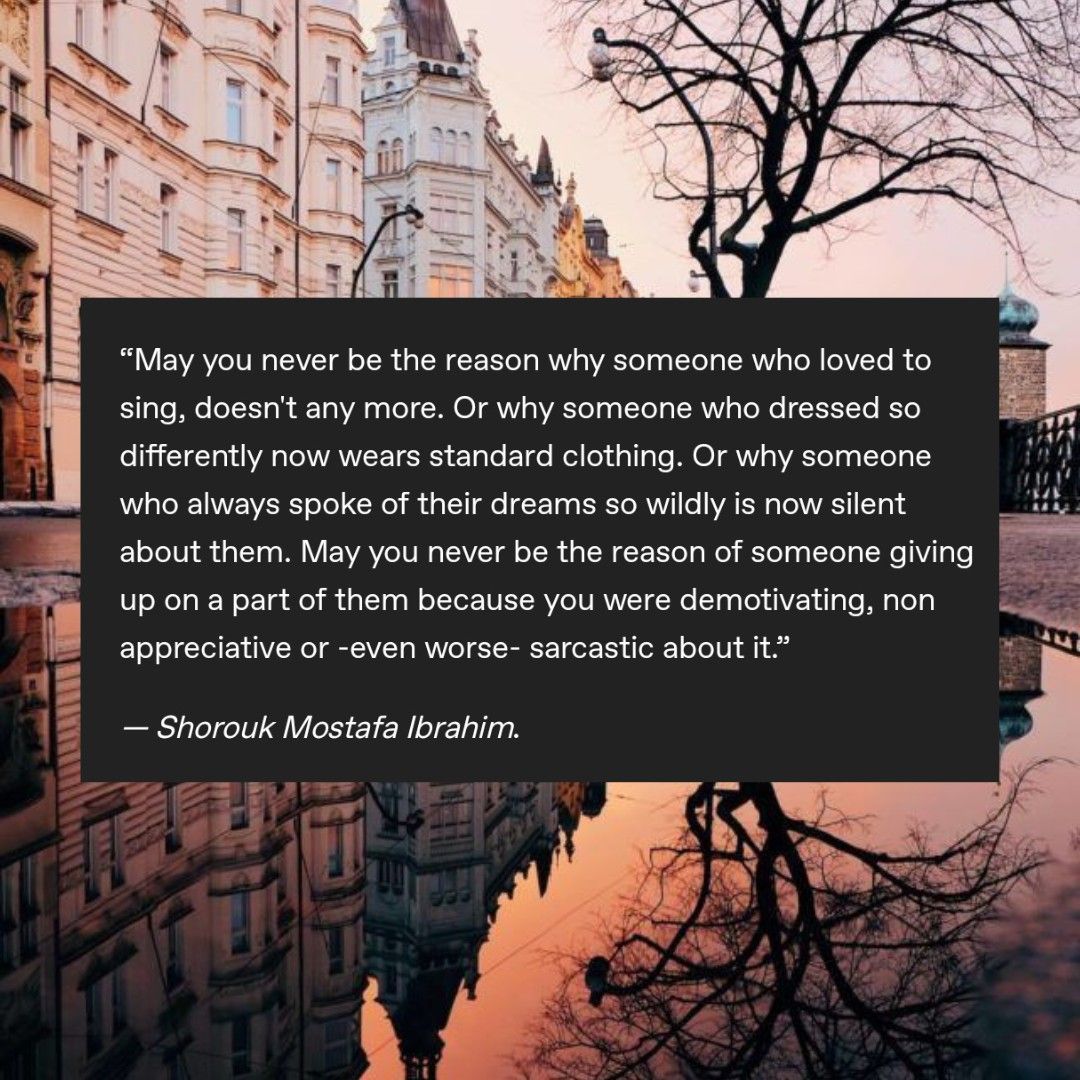 “May you never be the reason why someone who loved to
sing, doesn't any more. Or why someone who dressed so
differently now wears standard clothing. Or why someone
who always spoke of their dreams so wildly is now silent
about them. May you never be the reason of someone giving
up on a part of them because you were demotivating, non
appreciative or -even worse- sarcastic about it.”
— Shorouk Mostafa Ibrahim.